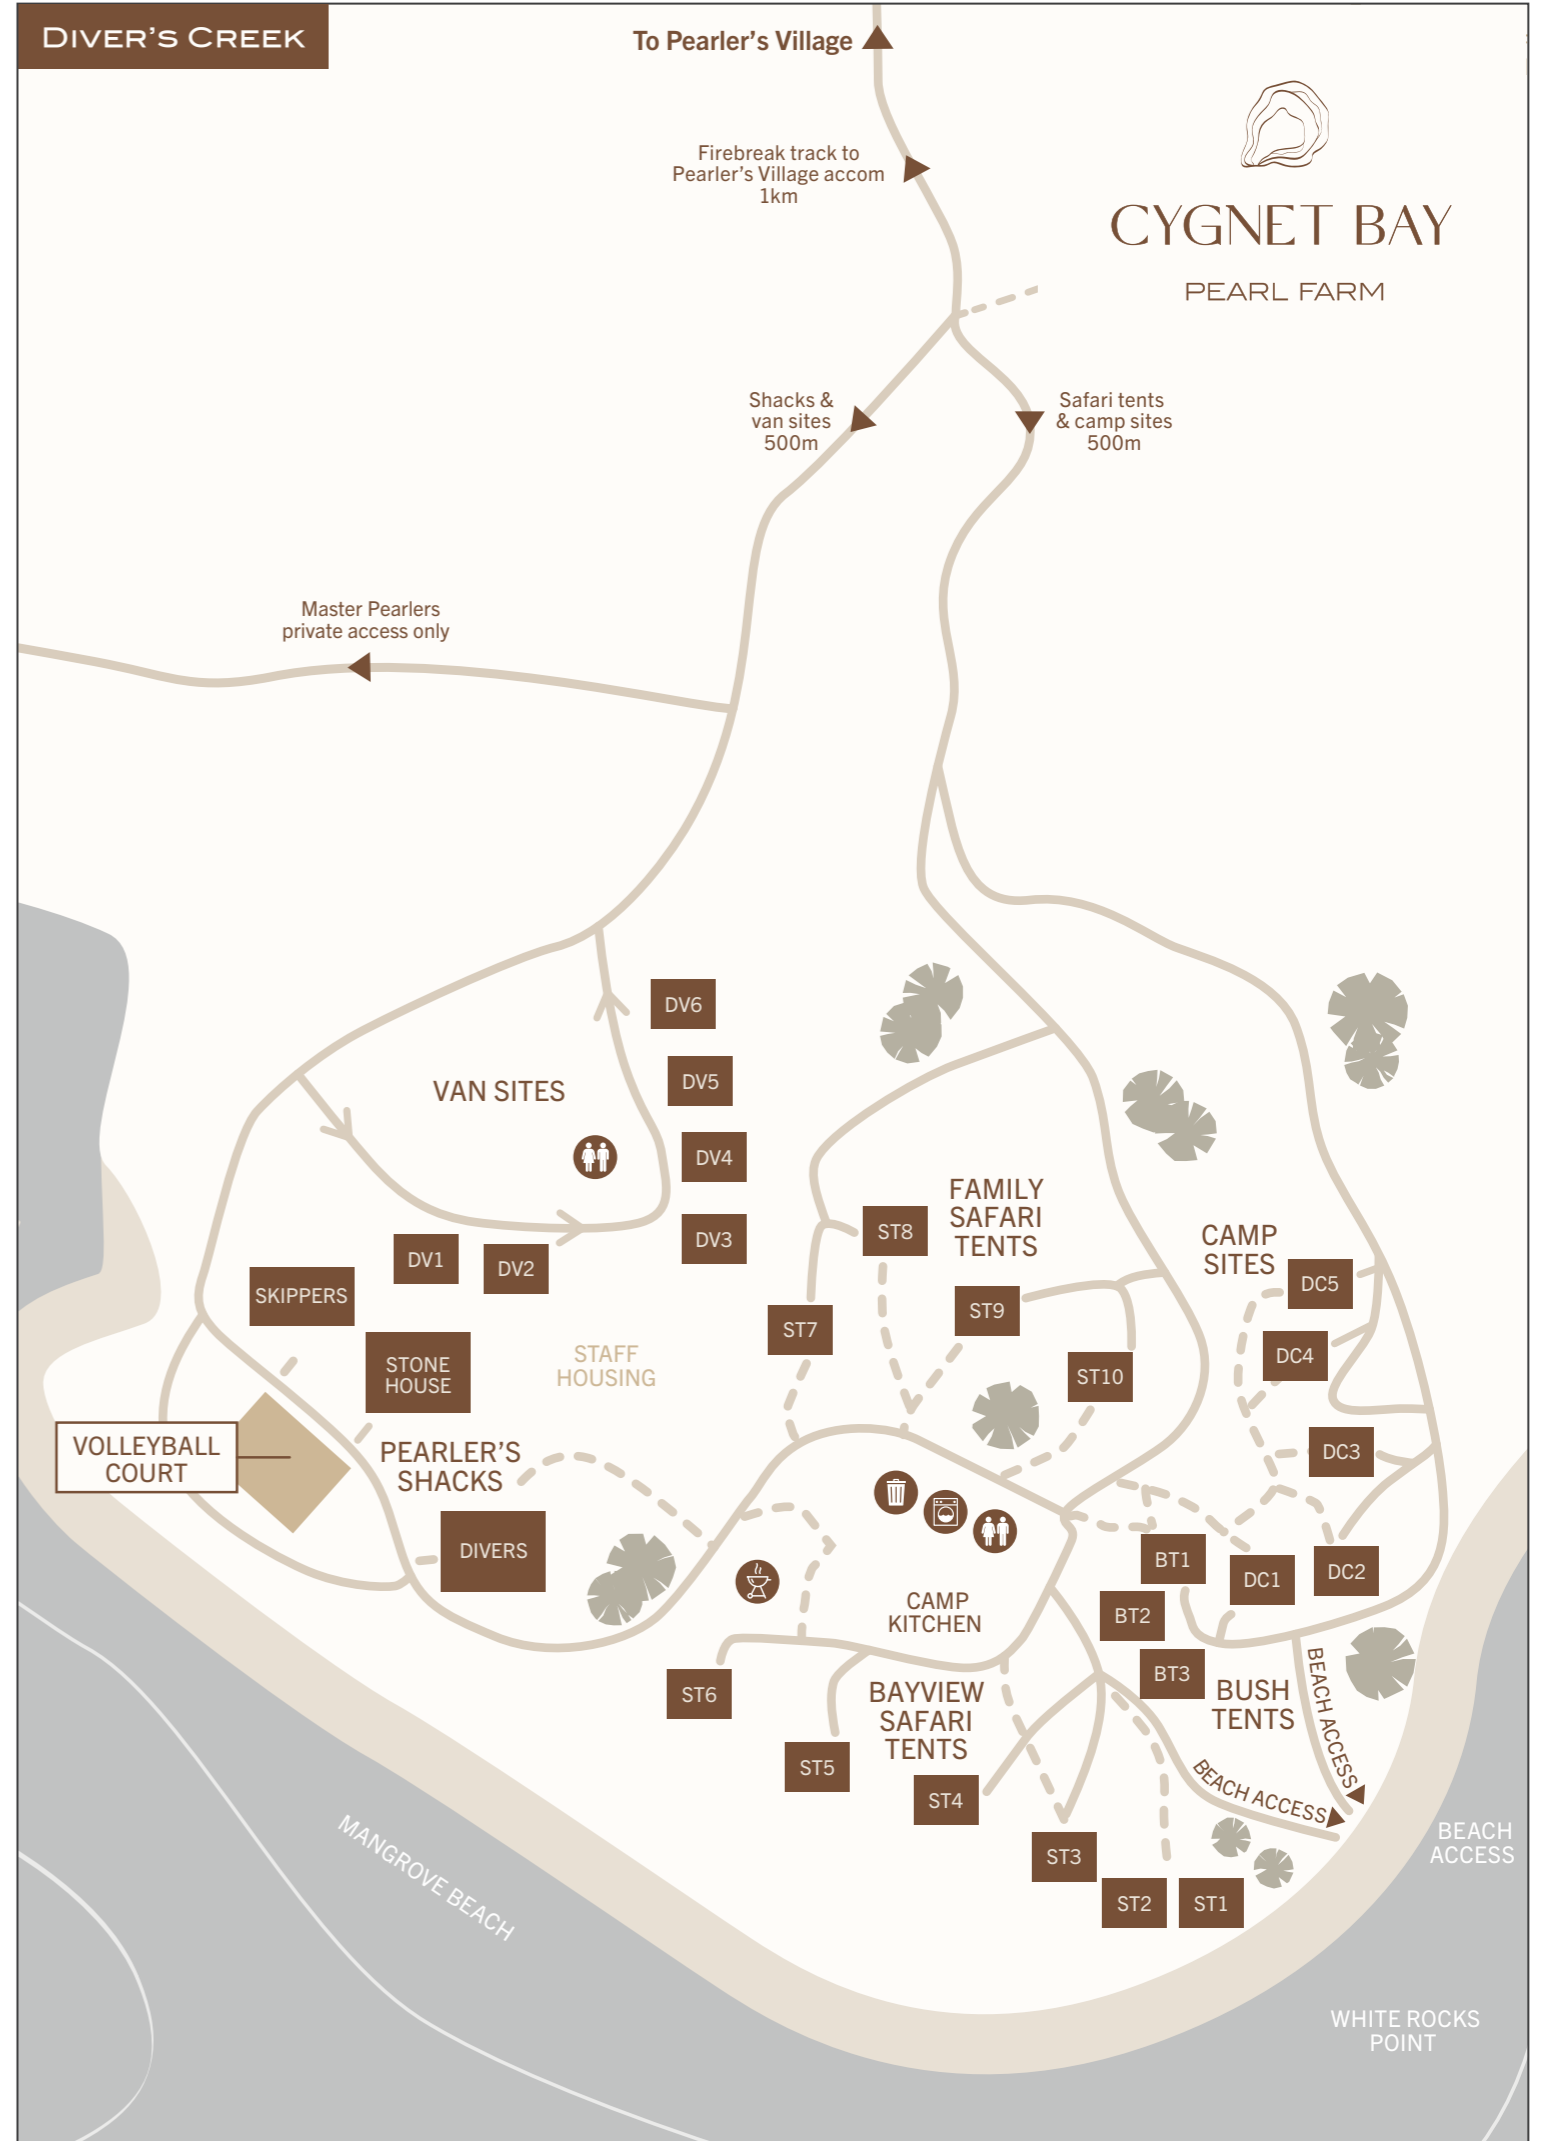 DIVER'S CREEK
To Pearler's Village
Firebreak track to
Pearler's Village accom
1km
CYGNET BAY
PEARL FARM
Shacks &
van sites
500m
Safari tents
& camp sites
500m
Master Pearlers
private access only
DV6
DV5
VAN SITES
DV4
DV3
DV1
DV2
SKIPPERS
STONE
HOUSE
STAFF
HOUSING
VOLLEYBALL
COURT
PEARLER'S
SHACKS
DIVERS
FAMILY
SAFARI
TENTS
ST8
ST9
ST7
ST10
CAMP
SITES
DC5
DC4
DC3
DC2
DC1
BT1
BT2
BT3
BUSH
TENTS
CAMP
KITCHEN
BAYVIEW
SAFARI
TENTS
ST6
ST5
ST4
ST3
ST2
ST1
BEACH ACCESS
BEACH ACCESS
BEACH
ACCESS
MANGROVE BEACH
WHITE ROCKS
POINT